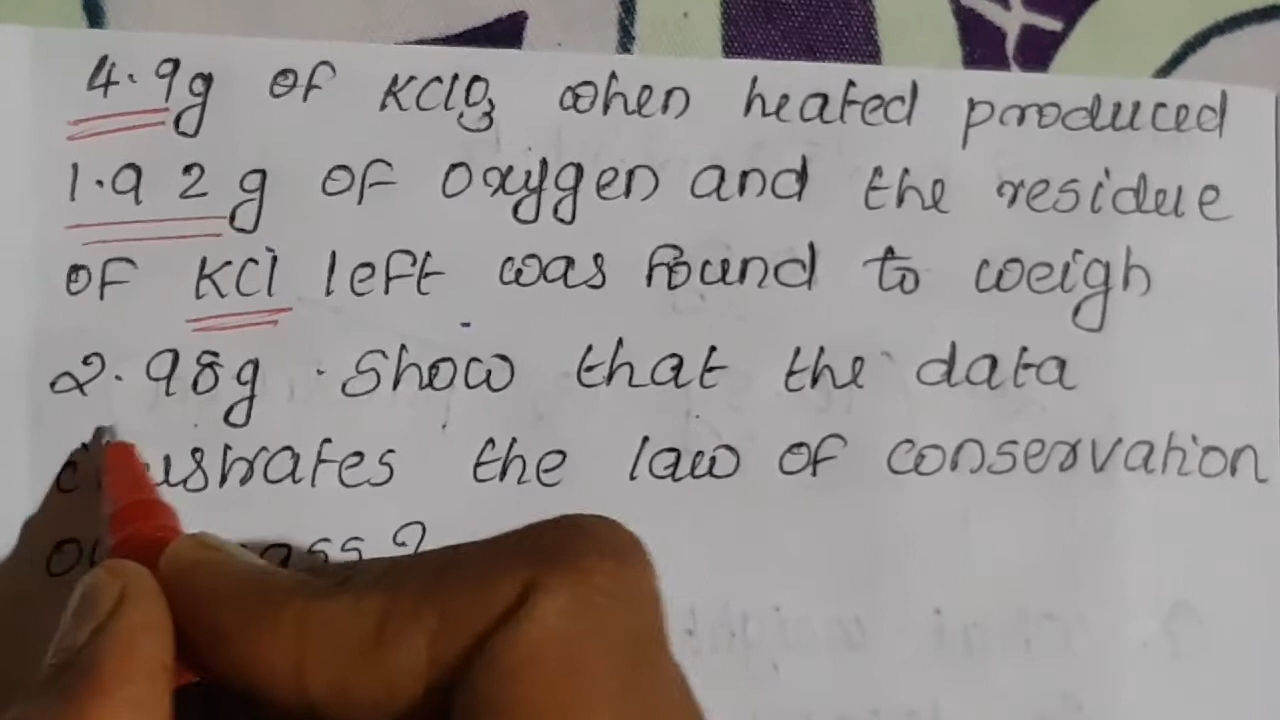 4.9g of KClO3 when heated produced
1.92g of oxygen and the residue
of KCl left was found to weigh
2.98g. Show that the data
the law of conservation